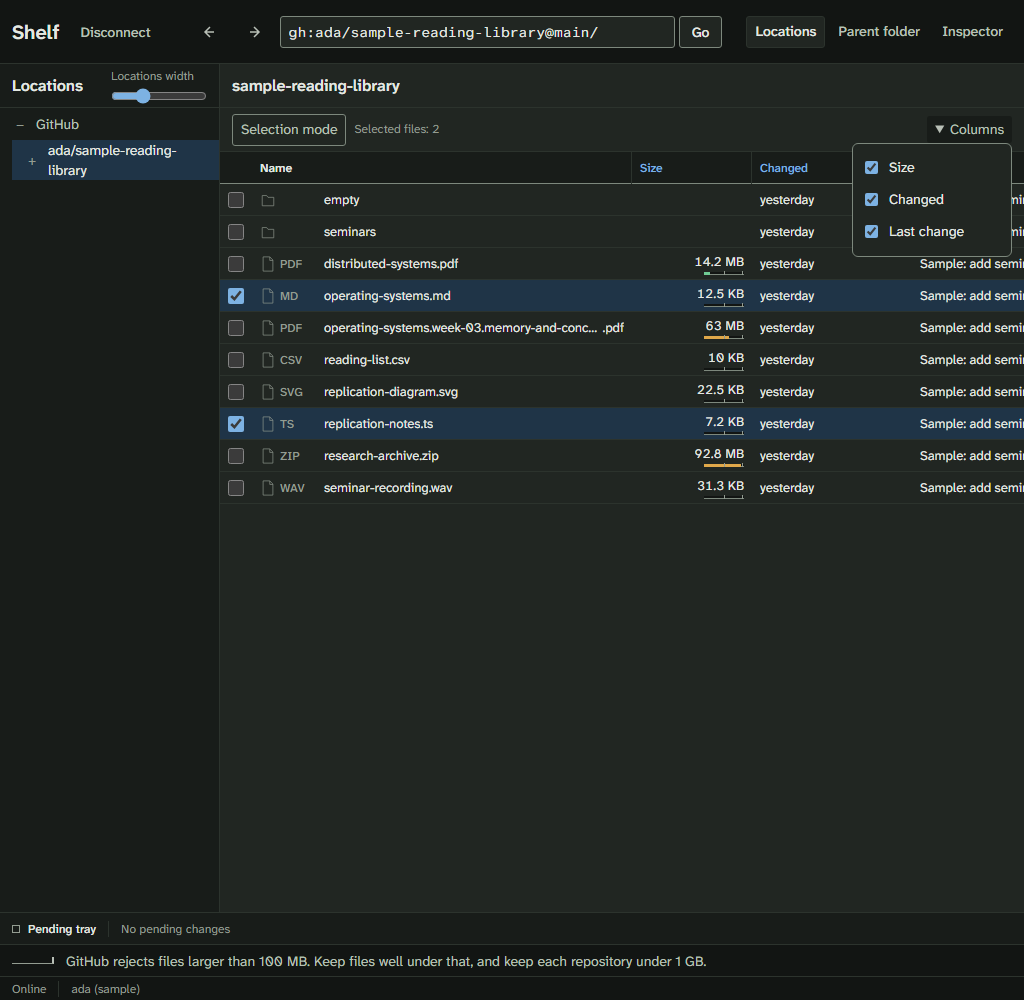 Shelf Disconnect ← → gh:ada/sample-reading-library@main/ Go Locations Parent folder Inspector
Locations Locations width
sample-reading-library
– GitHub
+ ada/sample-reading-
library
Selection mode Selected files: 2 ▼ Columns
Name Size Changed
Size
Changed
Last change
empty yesterday
seminars yesterday
PDF distributed-systems.pdf 14.2 MB yesterday Sample: add semi
MD operating-systems.md 12.5 KB yesterday Sample: add semi
PDF operating-systems.week-03.memory-and-conc... .pdf 63 MB yesterday Sample: add semi
CSV reading-list.csv 10 KB yesterday Sample: add semi
SVG replication-diagram.svg 22.5 KB yesterday Sample: add semi
TS replication-notes.ts 7.2 KB yesterday Sample: add semi
ZIP research-archive.zip 92.8 MB yesterday Sample: add semi
WAV seminar-recording.wav 31.3 KB yesterday Sample: add semi
Pending tray No pending changes
GitHub rejects files larger than 100 MB. Keep files well under that, and keep each repository under 1 GB.
Online ada (sample)